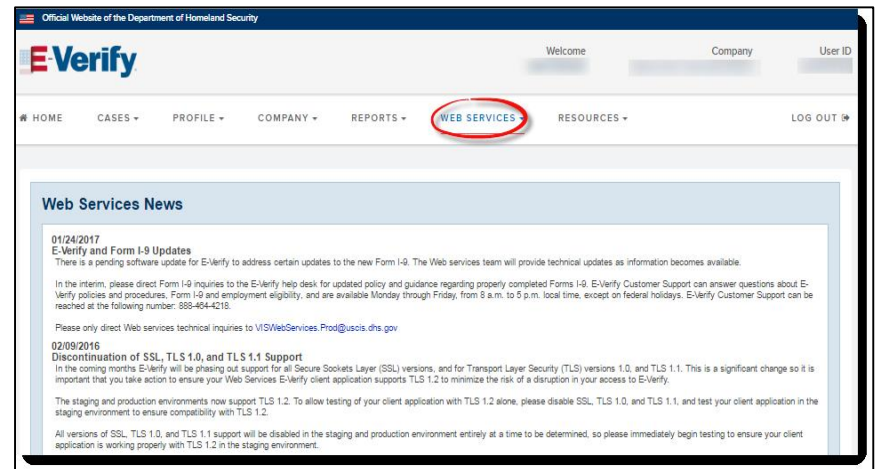 Official Website of the Department of Homeland Security
E-Verify
Welcome
Company
User ID
HOME
CASES
PROFILE
COMPANY
REPORTS
WEB SERVICES
RESOURCES
LOG OUT
Web Services News
01/24/2017
E-Verify and Form I-9 Updates
There is a pending software update for E-Verify to address certain updates to the new Form I-9. The Web services team will provide technical updates as information becomes available.
In the interim, please direct Form I-9 inquiries to the E-Verify help desk for updated policy and guidance regarding properly completed Forms I-9. E-Verify Customer Support can answer questions about E-
Verify policies and procedures, Form I-9 and employment eligibility, and are available Monday through Friday, from 8 a.m. to 5 p.m. local time, except on federal holidays. E-Verify Customer Support can be
reached at the following number: 888-464-4218.
Please only direct Web services technical inquiries to VISWebServices.Prod@uscis.dhs.gov
02/09/2016
Discontinuation of SSL, TLS 1.0, and TLS 1.1 Support
In the coming months E-Verify will be phasing out support for all Secure Sockets Layer (SSL) versions, and for Transport Layer Security (TLS) versions 1.0, and TLS 1.1. This is a significant change so it is
important that you take action to ensure your Web Services E-Verify client application supports TLS 1.2 to minimize the risk of a disruption in your access to E-Verify.
The staging and production environments now support TLS 1.2. To allow testing of your client application with TLS 1.2 alone, please disable SSL, TLS 1.0, and TLS 1.1, and test your client application in the
staging environment to ensure compatibility with TLS 1.2.
All versions of SSL, TLS 1.0, and TLS 1.1 support will be disabled in the staging and production environment entirely at a time to be determined, so please immediately begin testing to ensure your client
application is working properly with TLS 1.2 in the staging environment.